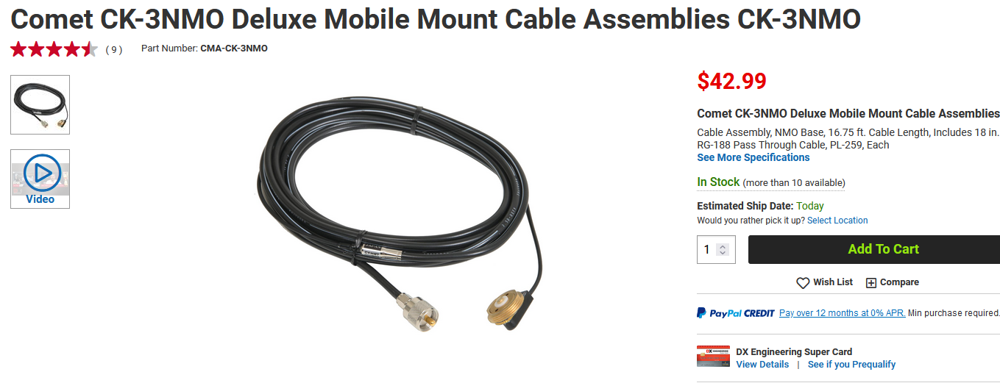 Comet CK-3NMO Deluxe Mobile Mount Cable Assemblies CK-3NMO
( 9 ) Part Number: CMA-CK-3NMO
Video
$42.99
Comet CK-3NMO Deluxe Mobile Mount Cable Assemblies
Cable Assembly, NMO Base, 16.75 ft. Cable Length, Includes 18 in.
RG-188 Pass Through Cable, PL-259, Each
See More Specifications
In Stock (more than 10 available)
Estimated Ship Date: Today
Would you rather pick it up? Select Location
1
Add To Cart
Wish List Compare
PayPal CREDIT Pay over 12 months at 0% APR. Min purchase required.
DX Engineering Super Card
View Details | See if you Prequalify